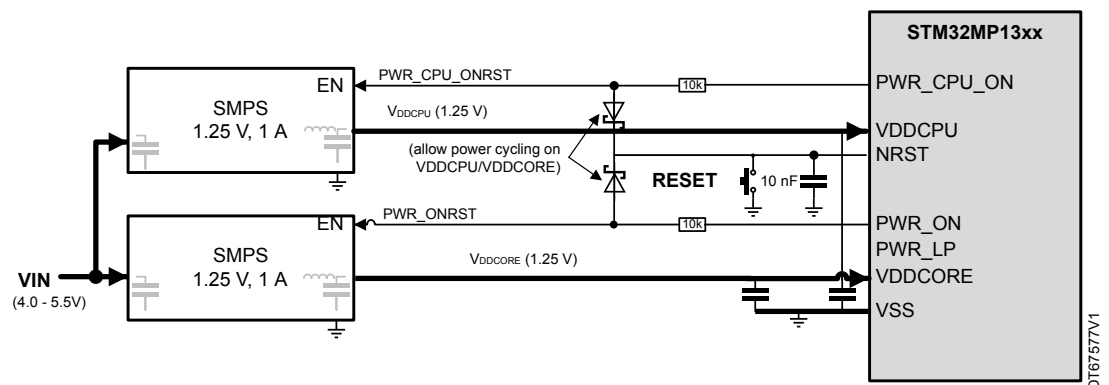 STM32MP13xx
EN
PWR_CPU_ONRST
10k
PWR_CPU_ON
SMPS
1.25 V, 1 A
VDDCPU (1.25 V)
VDDCPU
(allow power cycling on
VDDCPU/VDDCORE)
NRST
RESET
10 nF
EN
PWR_ONRST
10k
PWR_ON
SMPS
1.25 V, 1 A
PWR_LP
VDDCORE (1.25 V)
VDDCORE
VIN
(4.0 - 5.5V)
VSS
DT67577V1